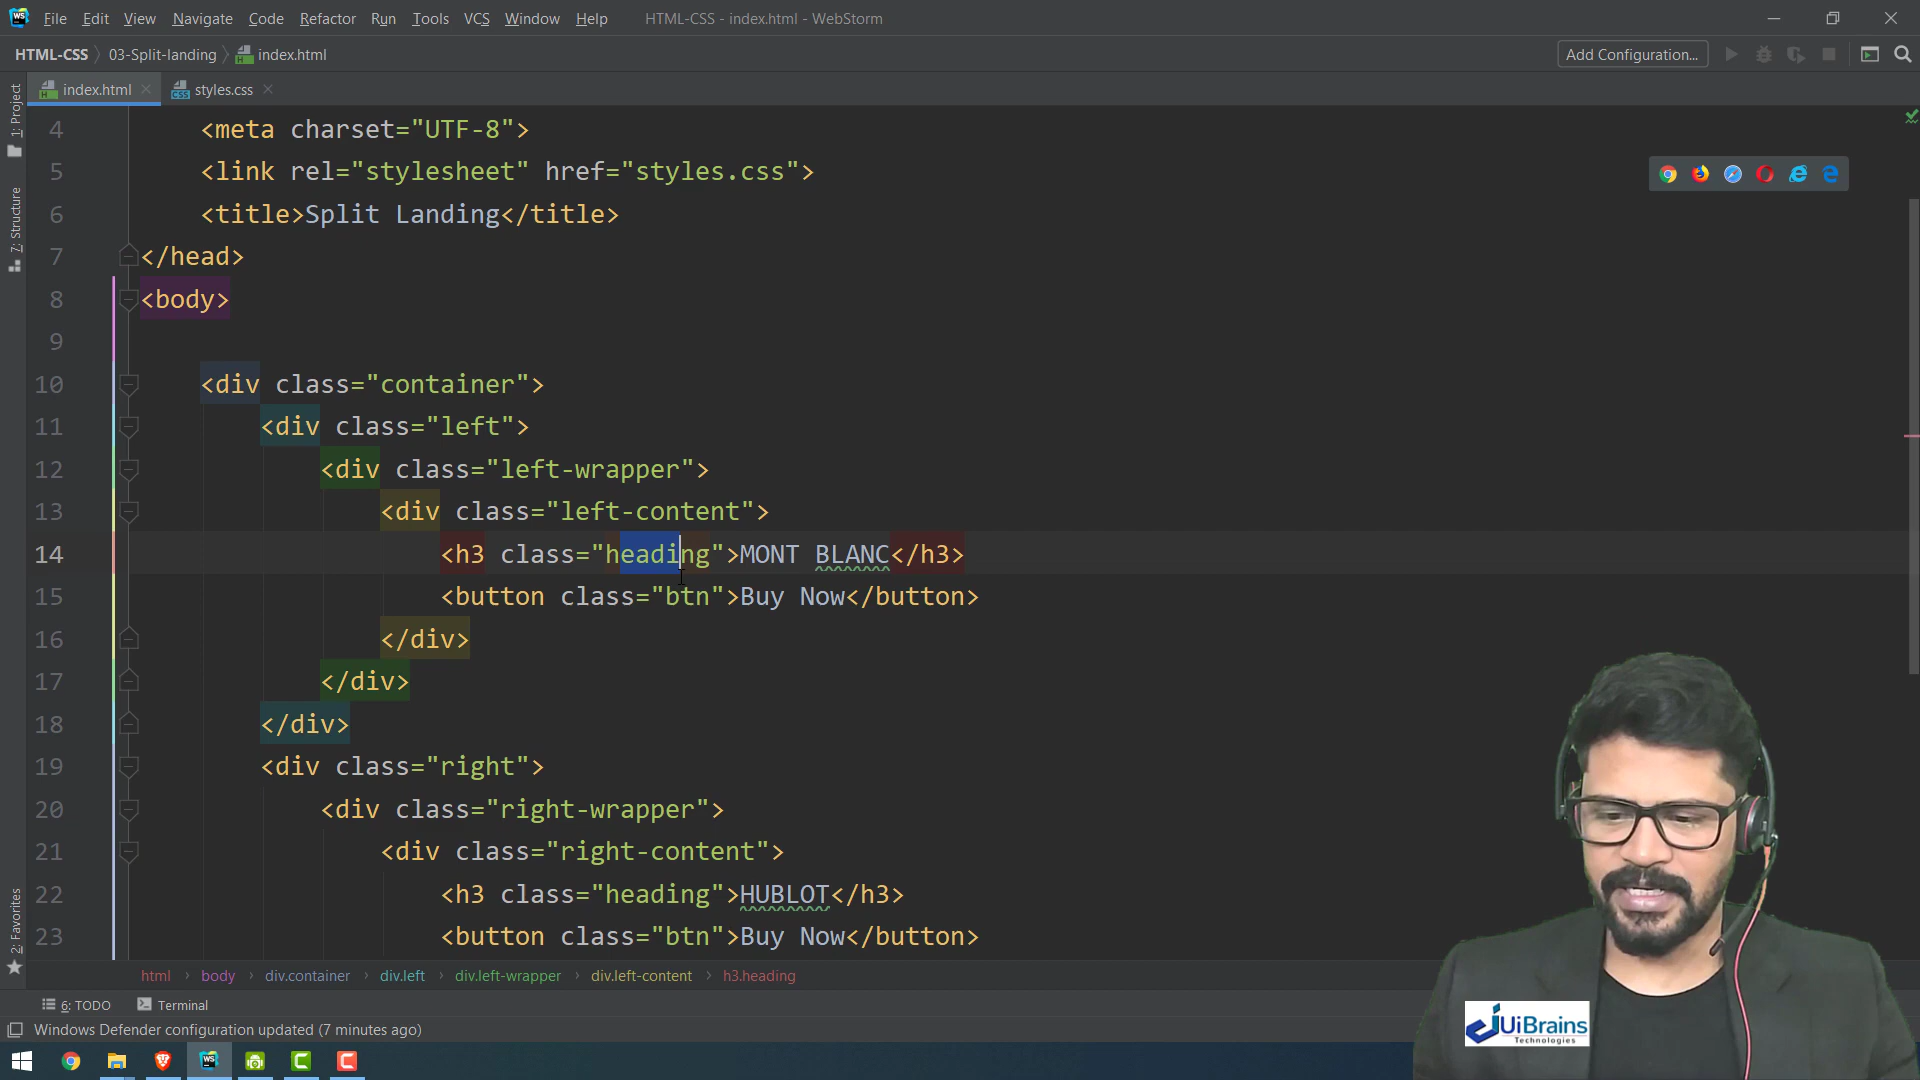 File Edit View Navigate Code Refactor Run Tools VCS Window Help HTML-CSS - index.html - WebStorm
HTML-CSS 03-Split-landing index.html Add Configuration...
index.html styles.css
1: Project
7: Structure
2: Favorites
4 <meta charset="UTF-8">
5 <link rel="stylesheet" href="styles.css">
6 <title>Split Landing</title>
7 </head>
8 <body>
9
10 <div class="container">
11 <div class="left">
12 <div class="left-wrapper">
13 <div class="left-content">
14 <h3 class="heading">MONT BLANC</h3>
15 <button class="btn">Buy Now</button>
16 </div>
17 </div>
18 </div>
19 <div class="right">
20 <div class="right-wrapper">
21 <div class="right-content">
22 <h3 class="heading">HUBLOT</h3>
23 <button class="btn">Buy Now</button>
html body div.container div.left div.left-wrapper div.left-content h3.heading
6: TODO Terminal
Windows Defender configuration updated (7 minutes ago)
UiBrains
Technologies